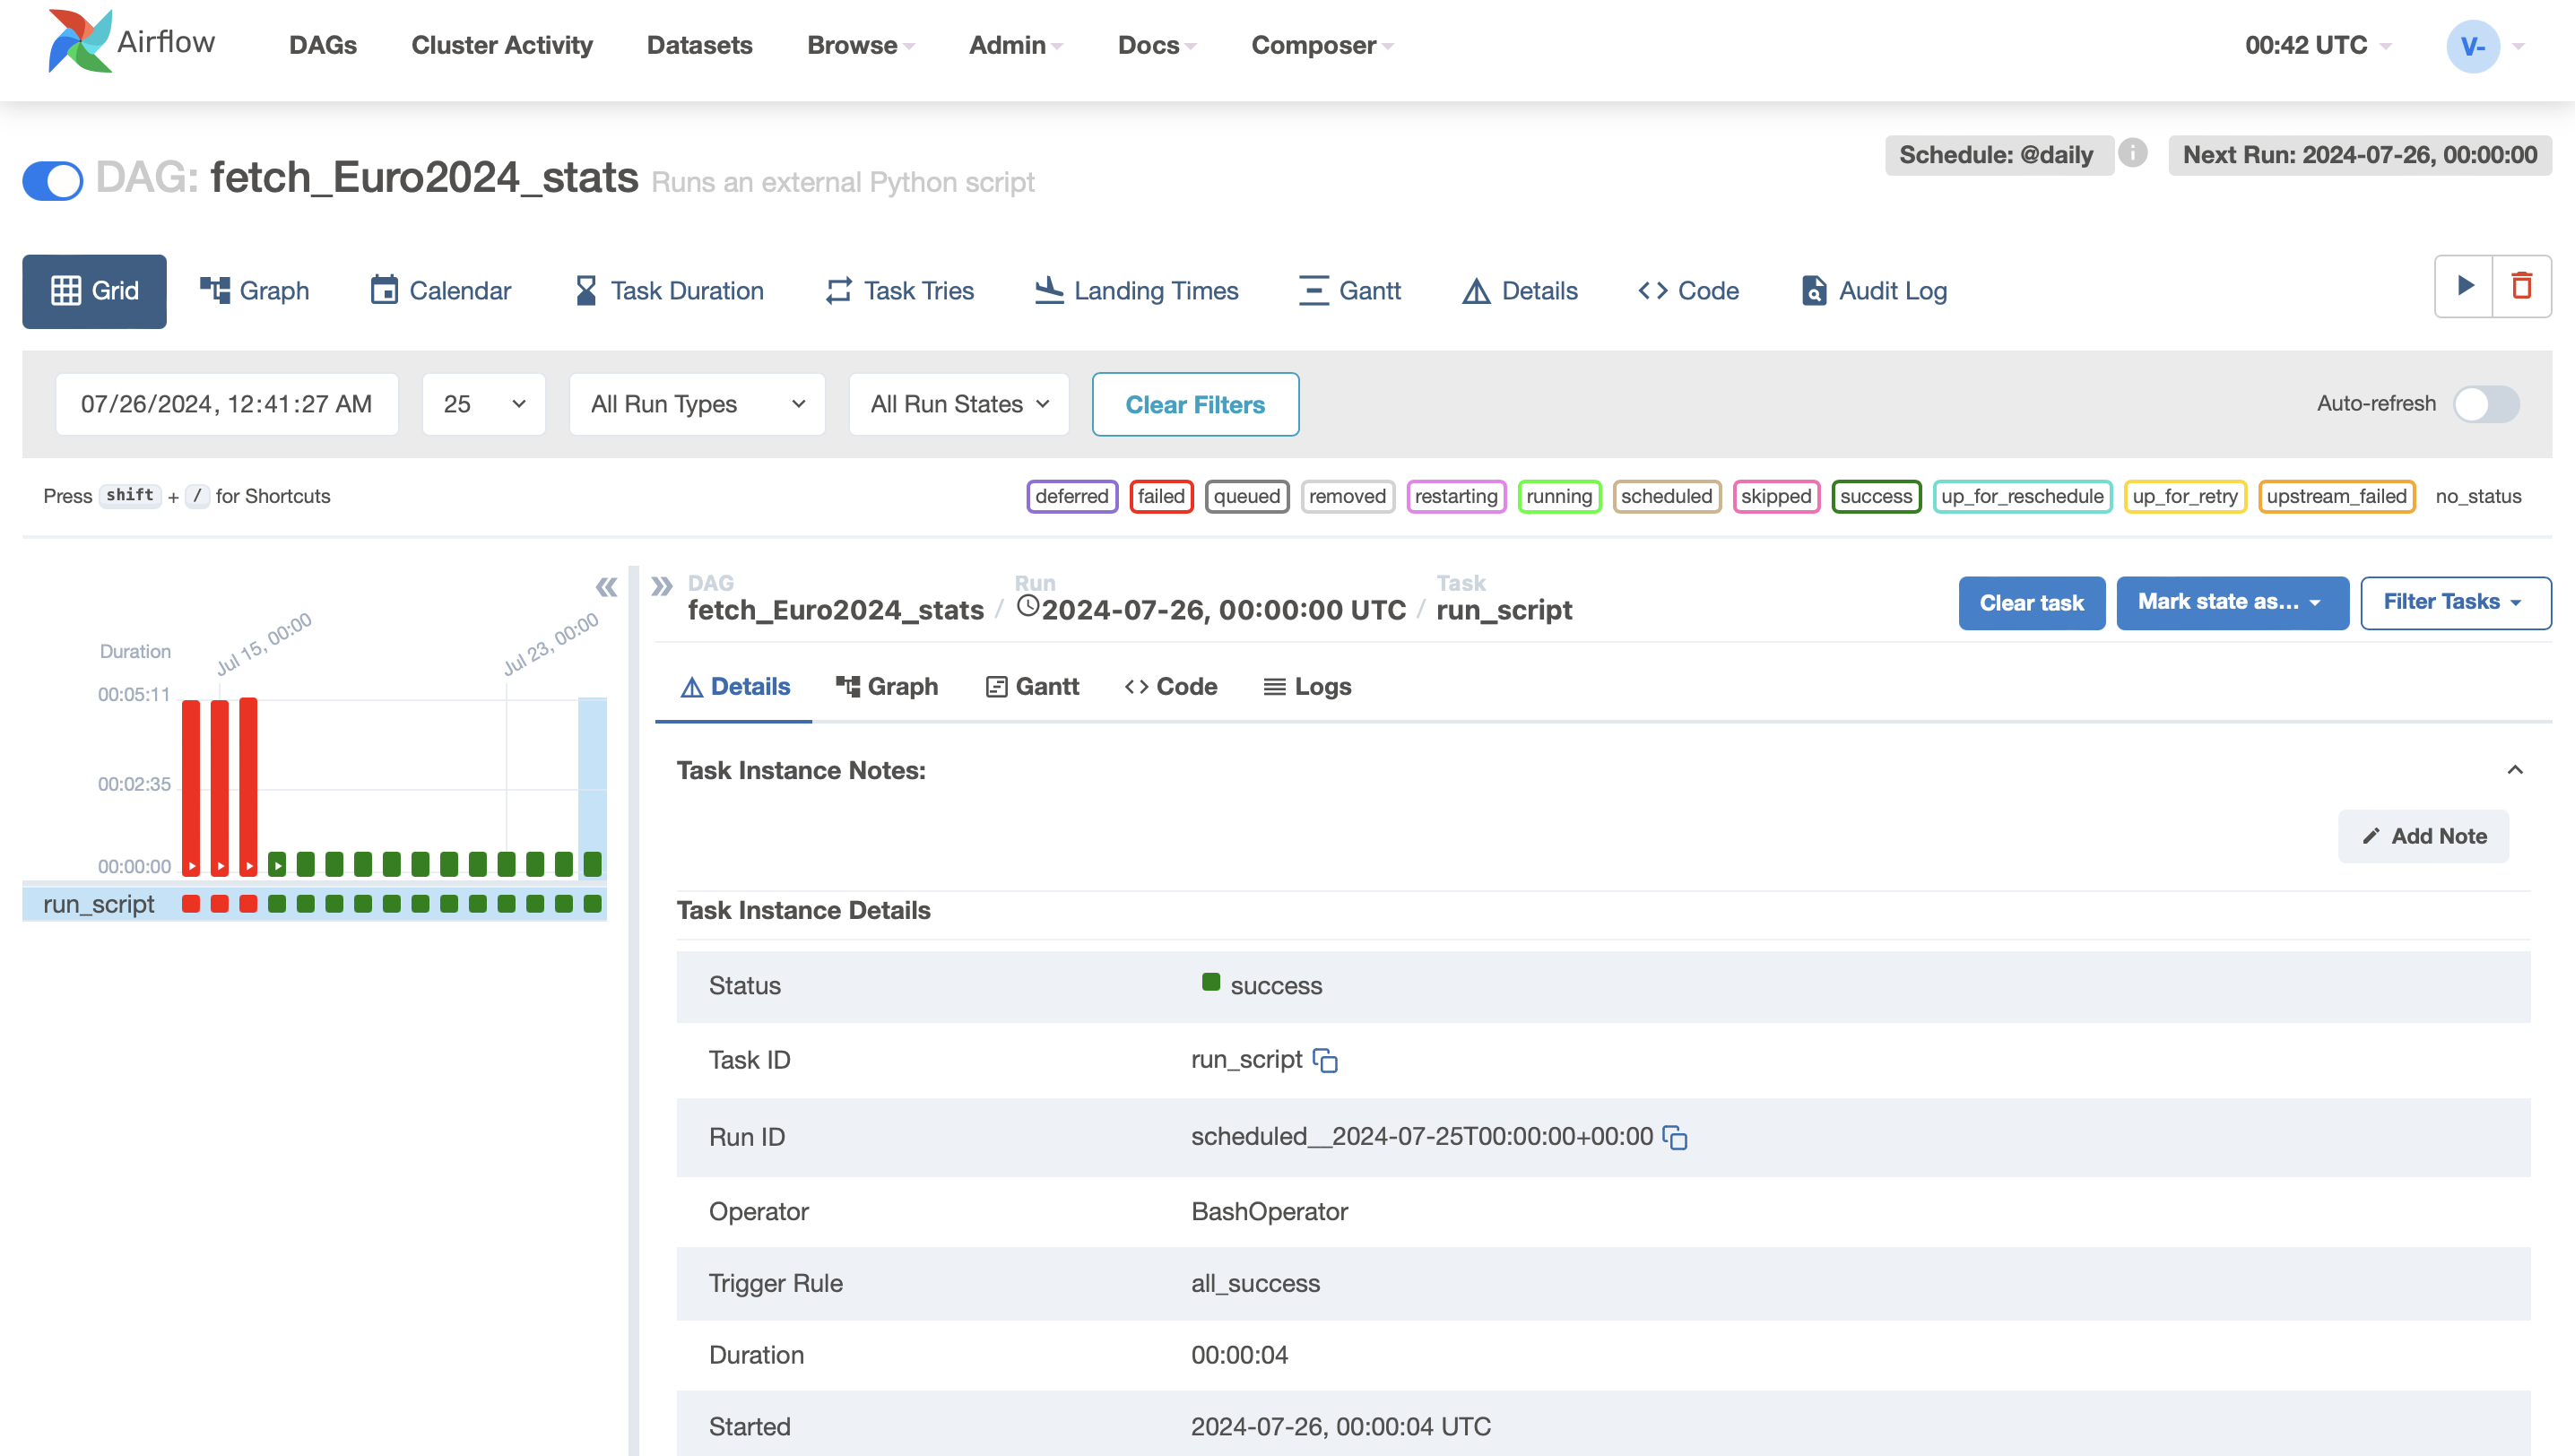 Airflow DAGs Cluster Activity Datasets Browse Admin Docs Composer 00:42 UTC V-
Schedule: @daily i Next Run: 2024-07-26, 00:00:00
DAG: fetch_Euro2024_stats Runs an external Python script
Grid Graph Calendar Task Duration Task Tries Landing Times Gantt Details Code Audit Log
07/26/2024, 12:41:27 AM 25 All Run Types All Run States Clear Filters Auto-refresh
Press shift + / for Shortcuts deferred failed queued removed restarting running scheduled skipped success up_for_reschedule up_for_retry upstream_failed no_status
Duration
Jul 15, 00:00
Jul 23, 00:00
00:05:11
00:02:35
00:00:00
run_script
DAG Run Task
fetch_Euro2024_stats / 2024-07-26, 00:00:00 UTC / run_script
Clear task Mark state as... Filter Tasks
Details Graph Gantt Code Logs
Task Instance Notes:
Add Note
Task Instance Details
Status success
Task ID run_script
Run ID scheduled__2024-07-25T00:00:00+00:00
Operator BashOperator
Trigger Rule all_success
Duration 00:00:04
Started 2024-07-26, 00:00:04 UTC